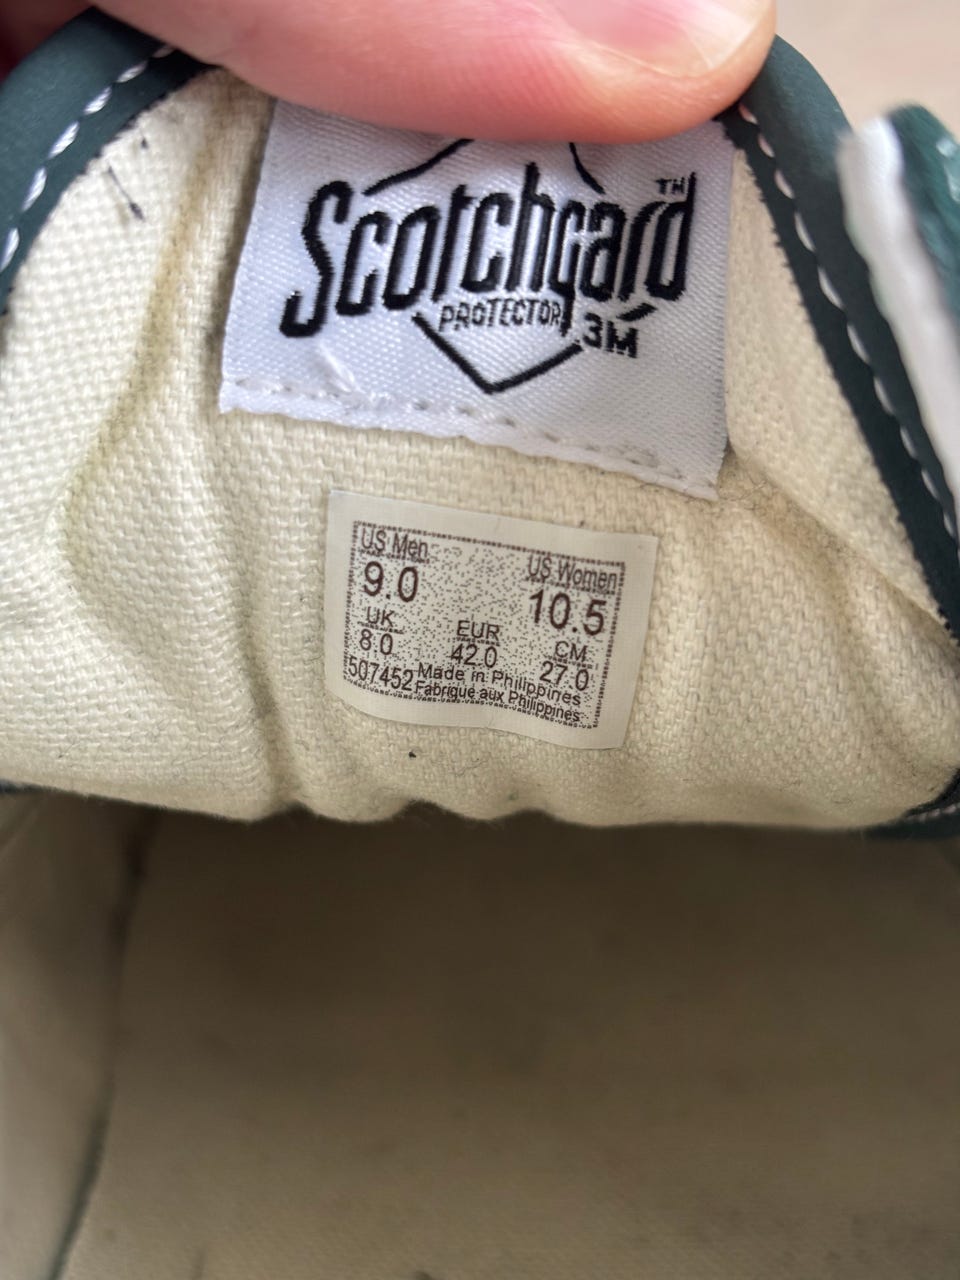 Scotchgard™
PROTECTOR
3M
US Men US Women
9.0 10.5
UK EUR CM
8.0 42.0 27.0
507452 Made in Philippines
Fabriqué aux Philippines